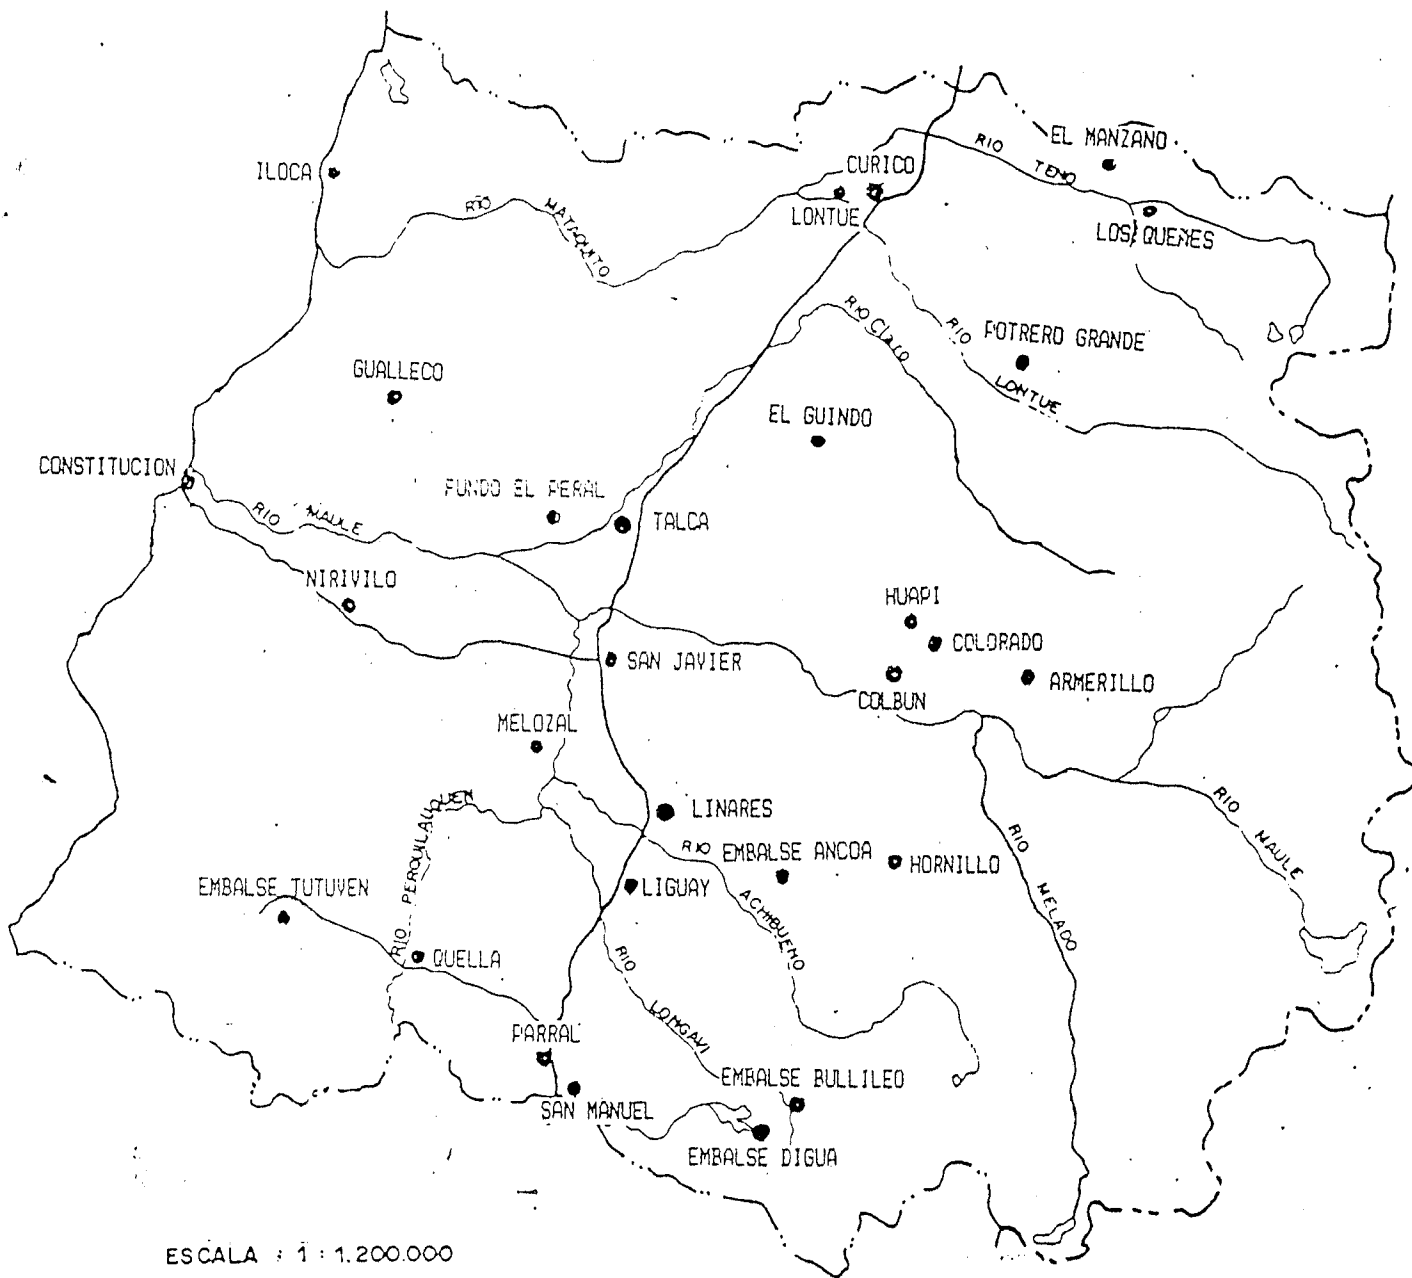 EL MANZANO
RIO TENO
CURICO
ILOCA
LONTUE
RIO MATAQUITO
LOS QUEÑES
RIO Claro
RIO LONTUE
POTRERO GRANDE
GUALLECO
EL GUINDO
CONSTITUCION
FUNDO EL PERAL
RIO MAULE
TALCA
NIRIVILO
HUAPI
COLORADO
SAN JAVIER
ARMERILLO
COLBUN
MELOZAL
RIO PERQUILAUQUEN
LINARES
RIO MAULE
RIO ACHIBUENO
EMBALSE ANCOA
HORNILLO
RIO MELADO
EMBALSE TUTUVEN
LIGUAY
QUELLA
RIO LONGAVI
PARRAL
EMBALSE BULLILEO
SAN MANUEL
EMBALSE DIGUA
ESCALA : 1 : 1.200.000